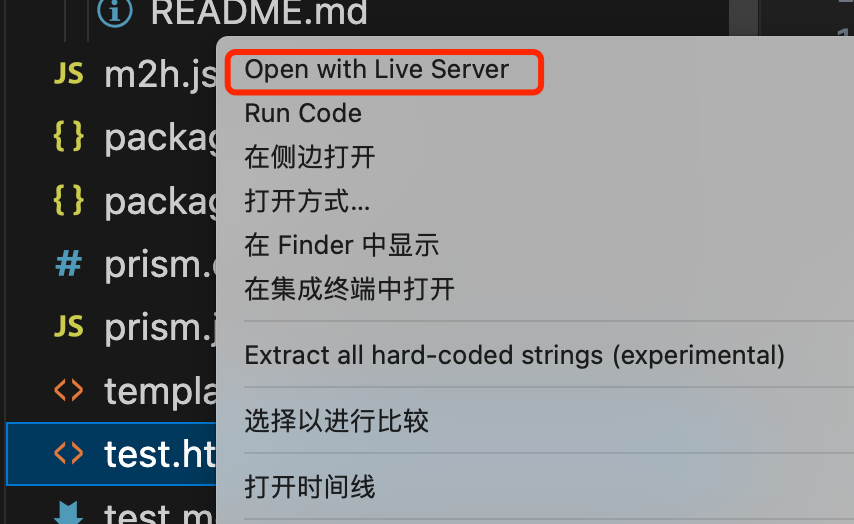 README.md
Open with Live Server
m2h.js
Run Code
packag
在侧边打开
packag
打开方式...
在 Finder 中显示
prism.
在集成终端中打开
prism.j
Extract all hard-coded strings (experimental)
templa
选择以进行比较
test.ht
打开时间线
test.m